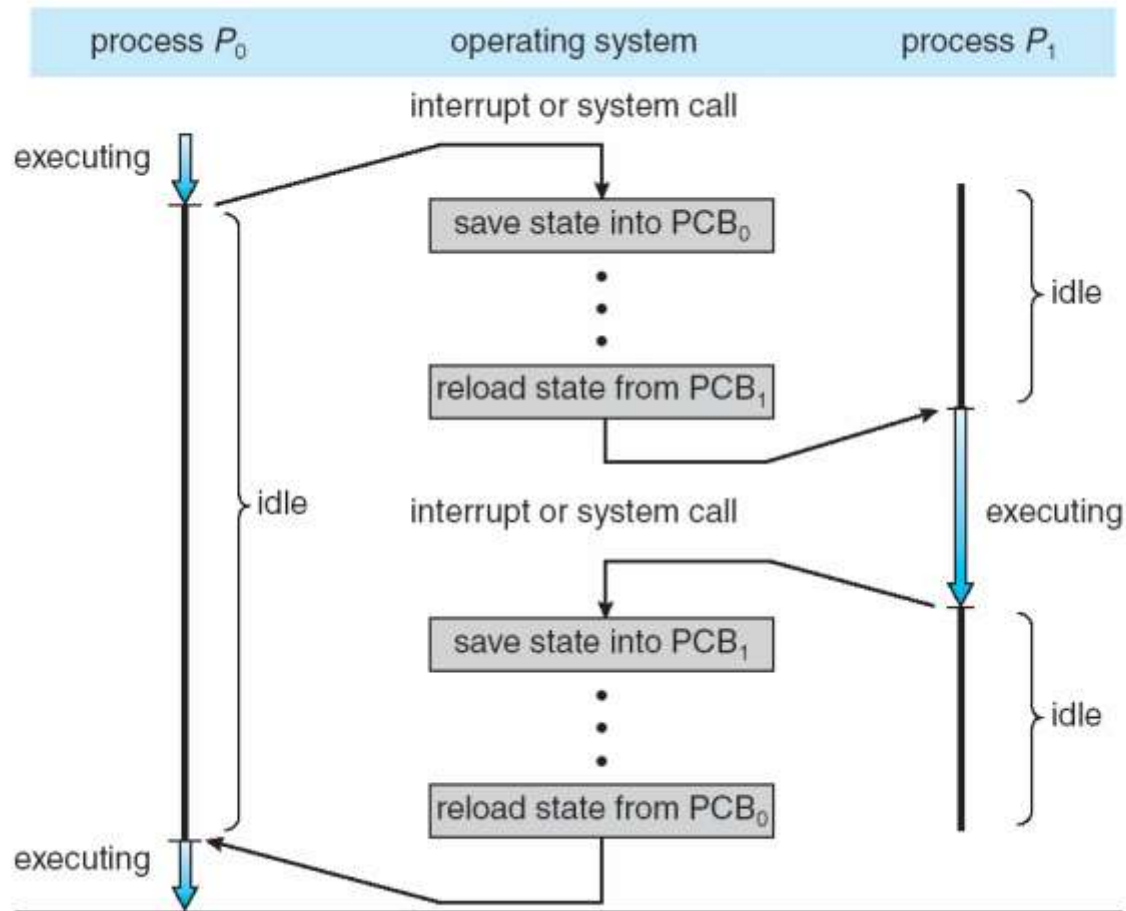 process P₀ operating system process P₁
interrupt or system call
executing
save state into PCB₀
idle
reload state from PCB₁
idle
interrupt or system call
executing
save state into PCB₁
idle
reload state from PCB₀
executing